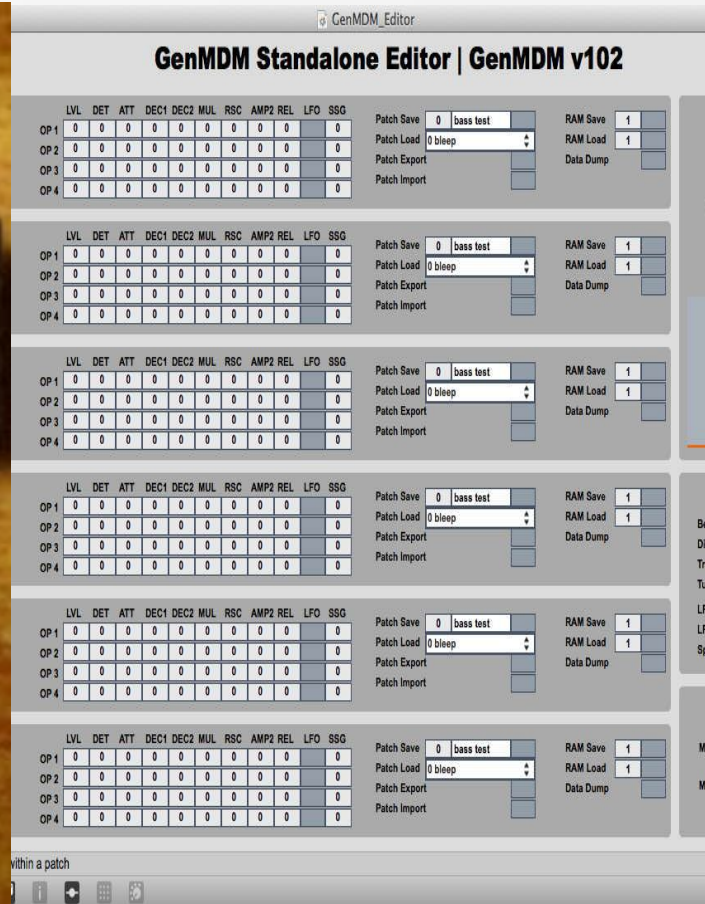 GenMDM_Editor
GenMDM Standalone Editor | GenMDM v102
LVL DET ATT DEC1 DEC2 MUL RSC AMP2 REL LFO SSG
OP 1 0 0 0 0 0 0 0 0 0 0
OP 2 0 0 0 0 0 0 0 0 0 0
OP 3 0 0 0 0 0 0 0 0 0 0
OP 4 0 0 0 0 0 0 0 0 0 0
Patch Save 0 bass test
Patch Load 0 bleep
Patch Export
Patch Import
RAM Save 1
RAM Load 1
Data Dump
LVL DET ATT DEC1 DEC2 MUL RSC AMP2 REL LFO SSG
OP 1 0 0 0 0 0 0 0 0 0 0
OP 2 0 0 0 0 0 0 0 0 0 0
OP 3 0 0 0 0 0 0 0 0 0 0
OP 4 0 0 0 0 0 0 0 0 0 0
Patch Save 0 bass test
Patch Load 0 bleep
Patch Export
Patch Import
RAM Save 1
RAM Load 1
Data Dump
LVL DET ATT DEC1 DEC2 MUL RSC AMP2 REL LFO SSG
OP 1 0 0 0 0 0 0 0 0 0 0
OP 2 0 0 0 0 0 0 0 0 0 0
OP 3 0 0 0 0 0 0 0 0 0 0
OP 4 0 0 0 0 0 0 0 0 0 0
Patch Save 0 bass test
Patch Load 0 bleep
Patch Export
Patch Import
RAM Save 1
RAM Load 1
Data Dump
LVL DET ATT DEC1 DEC2 MUL RSC AMP2 REL LFO SSG
OP 1 0 0 0 0 0 0 0 0 0 0
OP 2 0 0 0 0 0 0 0 0 0 0
OP 3 0 0 0 0 0 0 0 0 0 0
OP 4 0 0 0 0 0 0 0 0 0 0
Patch Save 0 bass test
Patch Load 0 bleep
Patch Export
Patch Import
RAM Save 1
RAM Load 1
Data Dump
LVL DET ATT DEC1 DEC2 MUL RSC AMP2 REL LFO SSG
OP 1 0 0 0 0 0 0 0 0 0 0
OP 2 0 0 0 0 0 0 0 0 0 0
OP 3 0 0 0 0 0 0 0 0 0 0
OP 4 0 0 0 0 0 0 0 0 0 0
Patch Save 0 bass test
Patch Load 0 bleep
Patch Export
Patch Import
RAM Save 1
RAM Load 1
Data Dump
LVL DET ATT DEC1 DEC2 MUL RSC AMP2 REL LFO SSG
OP 1 0 0 0 0 0 0 0 0 0 0
OP 2 0 0 0 0 0 0 0 0 0 0
OP 3 0 0 0 0 0 0 0 0 0 0
OP 4 0 0 0 0 0 0 0 0 0 0
Patch Save 0 bass test
Patch Load 0 bleep
Patch Export
Patch Import
RAM Save 1
RAM Load 1
Data Dump
within a patch